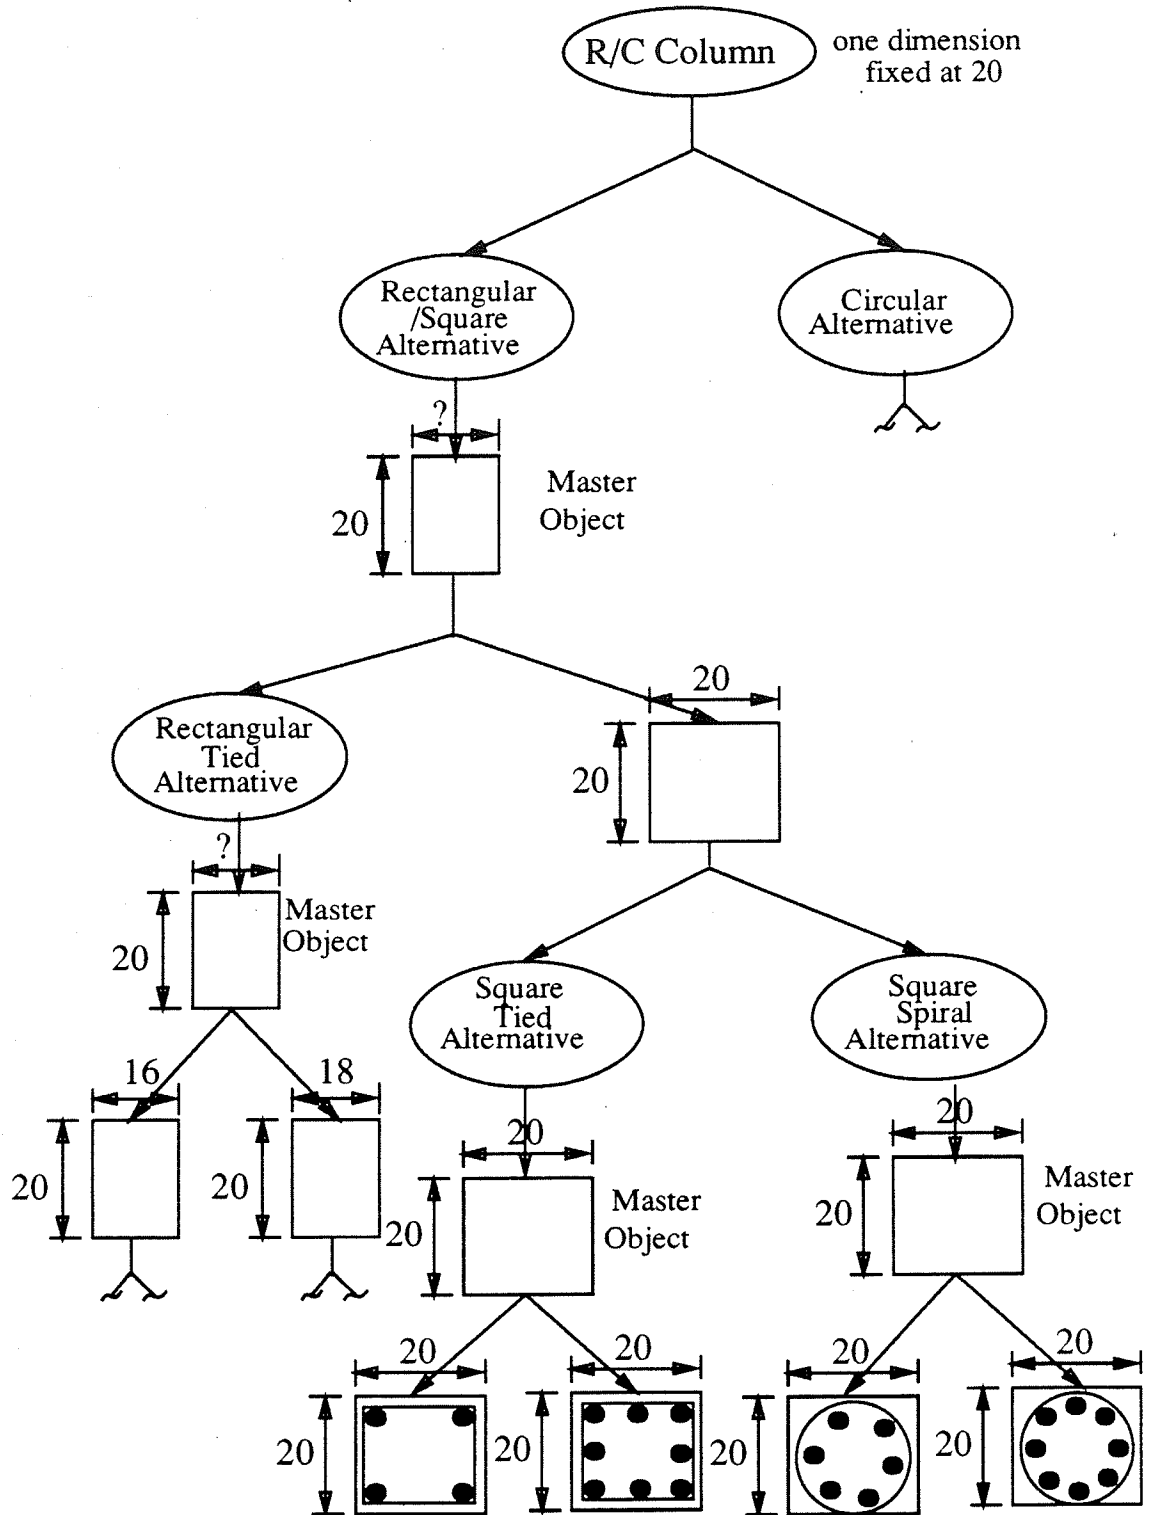 R/C Column
one dimension
fixed at 20
Rectangular
/Square
Alternative
Circular
Alternative
?
20
Master
Object
Rectangular
Tied
Alternative
20
20
?
20
Master
Object
Square
Tied
Alternative
Square
Spiral
Alternative
16
18
20
20
20
20
Master
Object
20
20
Master
Object
20
20
20
20
20
20
20
20